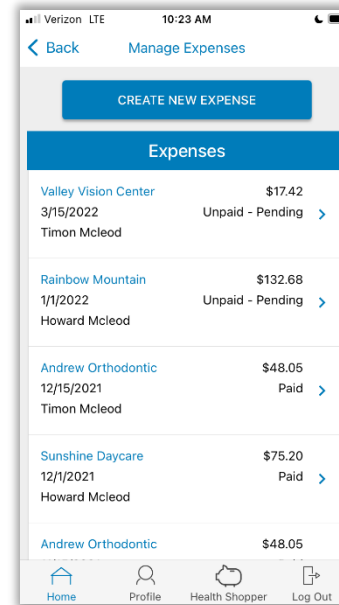 Verizon LTE 10:23 AM
Back Manage Expenses
CREATE NEW EXPENSE
Expenses
Valley Vision Center $17.42
3/15/2022 Unpaid - Pending
Timon Mcleod
Rainbow Mountain $132.68
1/1/2022 Unpaid - Pending
Howard Mcleod
Andrew Orthodontic $48.05
12/15/2021 Paid
Timon Mcleod
Sunshine Daycare $75.20
12/1/2021 Paid
Howard Mcleod
Andrew Orthodontic $48.05
Home Profile Health Shopper Log Out